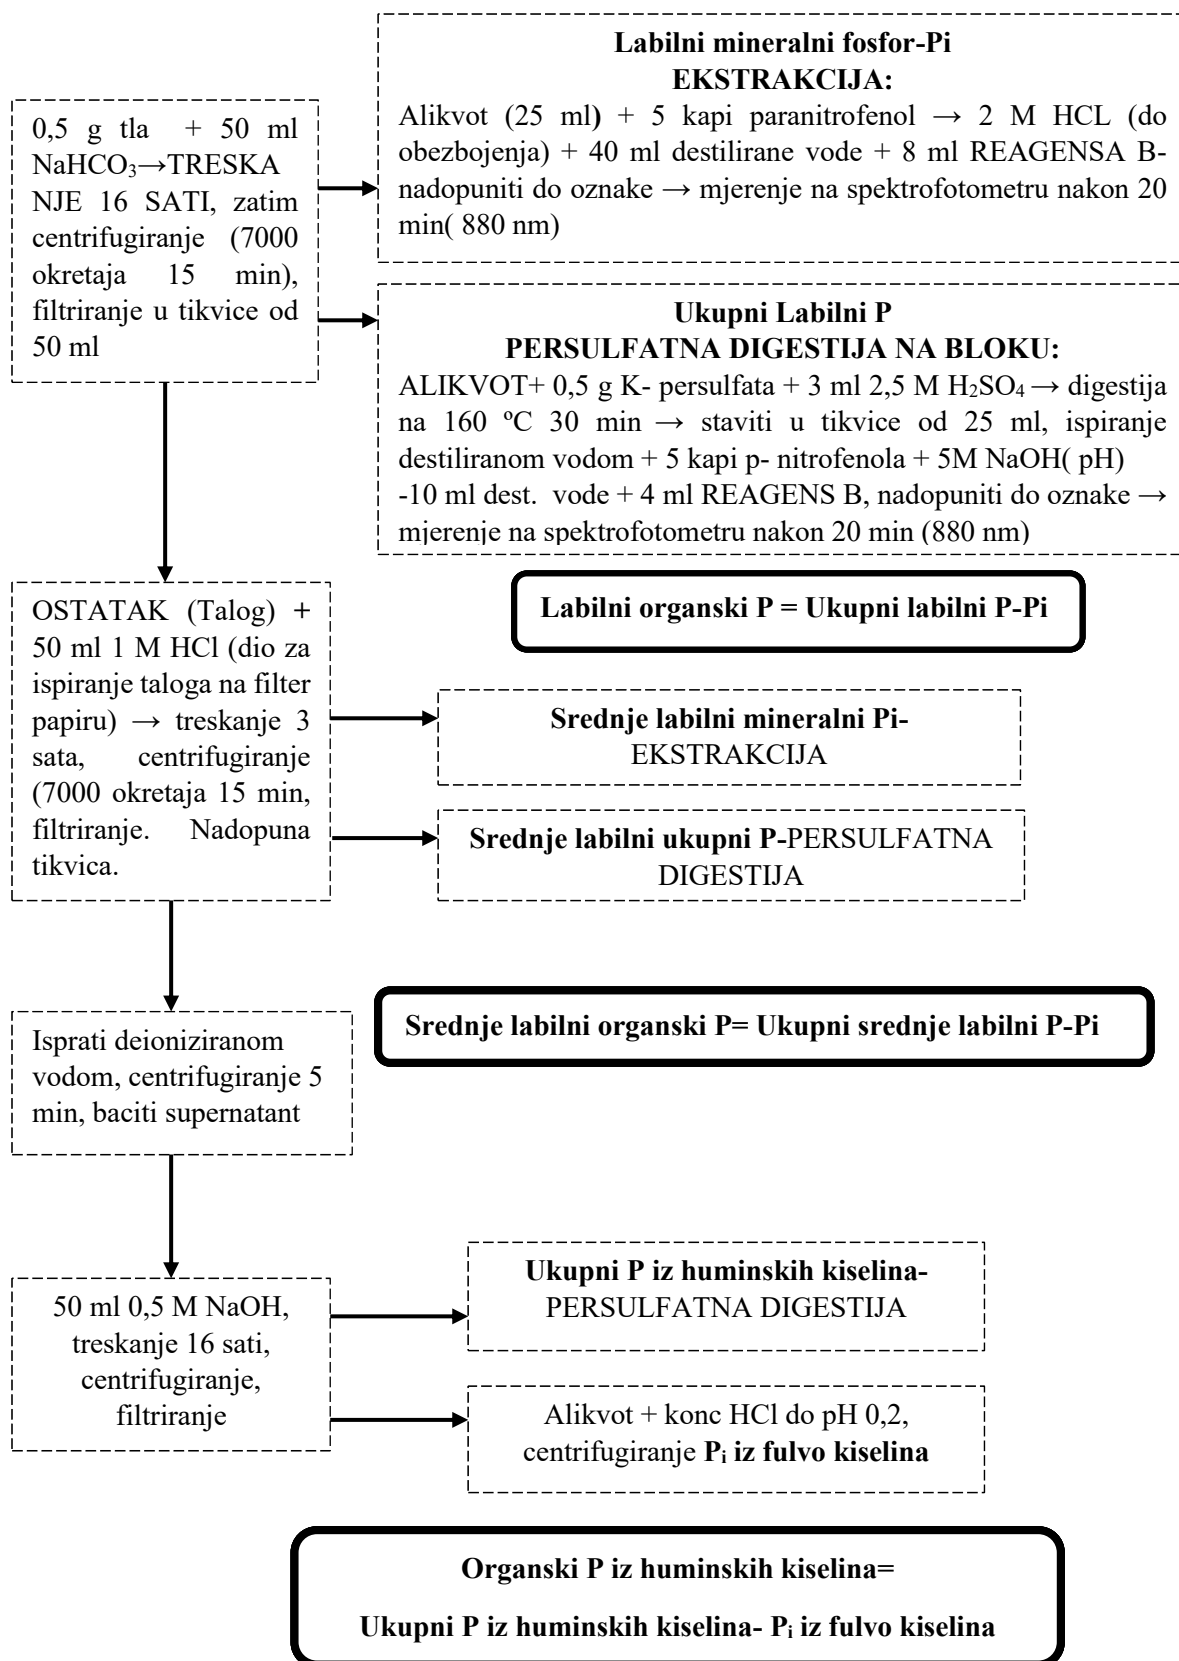 Labilni mineralni fosfor-Pi
EKSTRAKCIJA:
Alikvot (25 ml) + 5 kapi paranitrofenol → 2 M HCL (do
obezbojenja) + 40 ml destilirane vode + 8 ml REAGENSA B-
nadopuniti do oznake → mjerenje na spektrofotometru nakon 20
min( 880 nm)
0,5 g tla + 50 ml
NaHCO₃→TRESKA
NJE 16 SATI, zatim
centrifugiranje (7000
okretaja 15 min),
filtriranje u tikvice od
50 ml
Ukupni Labilni P
PERSULFATNA DIGESTIJA NA BLOKU:
ALIKVOT+ 0,5 g K- persulfata + 3 ml 2,5 M H₂SO₄ → digestija
na 160 ºC 30 min → staviti u tikvice od 25 ml, ispiranje
destiliranom vodom + 5 kapi p- nitrofenola + 5M NaOH( pH)
-10 ml dest. vode + 4 ml REAGENS B, nadopuniti do oznake →
mjerenje na spektrofotometru nakon 20 min (880 nm)
Labilni organski P = Ukupni labilni P-Pi
OSTATAK (Talog) +
50 ml 1 M HCl (dio za
ispiranje taloga na filter
papiru) → treskanje 3
sata, centrifugiranje
(7000 okretaja 15 min,
filtriranje. Nadopuna
tikvica.
Srednje labilni mineralni Pi-
EKSTRAKCIJA
Srednje labilni ukupni P-PERSULFATNA
DIGESTIJA
Srednje labilni organski P= Ukupni srednje labilni P-Pi
Isprati deioniziranom
vodom, centrifugiranje 5
min, baciti supernatant
50 ml 0,5 M NaOH,
treskanje 16 sati,
centrifugiranje,
filtriranje
Ukupni P iz huminskih kiselina-
PERSULFATNA DIGESTIJA
Alikvot + konc HCl do pH 0,2,
centrifugiranje Pᵢ iz fulvo kiselina
Organski P iz huminskih kiselina=
Ukupni P iz huminskih kiselina- Pᵢ iz fulvo kiselina